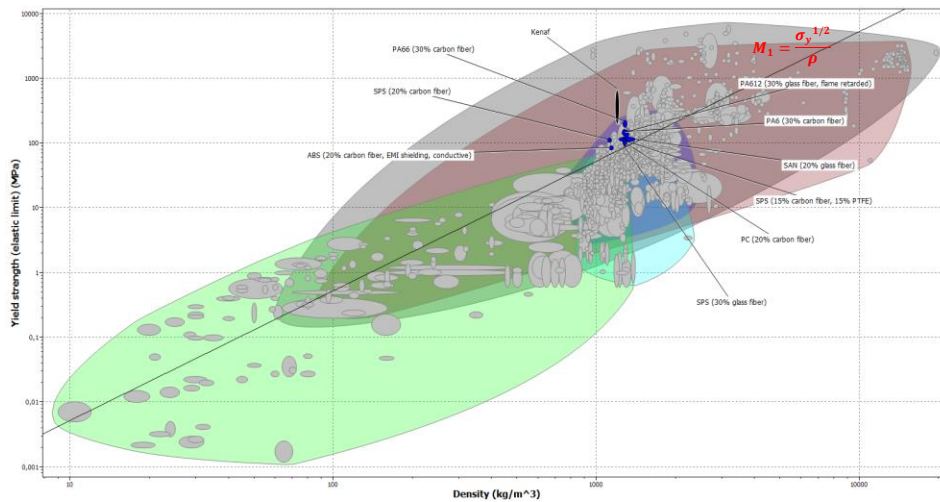 10000
1000
100
10
1
0,1
0,01
0,001
Yield strength (elastic limit) (MPa)
Kenaf
PA66 (30% carbon fiber)
SPS (20% carbon fiber)
ABS (20% carbon fiber, EMI shielding, conductive)
M₁ = σy^1/2 / ρ
PA612 (30% glass fiber, flame retarded)
PA6 (30% carbon fiber)
SAN (20% glass fiber)
SPS (15% carbon fiber, 15% PTFE)
PC (20% carbon fiber)
SPS (30% glass fiber)
10
100
1000
10000
Density (kg/m^3)